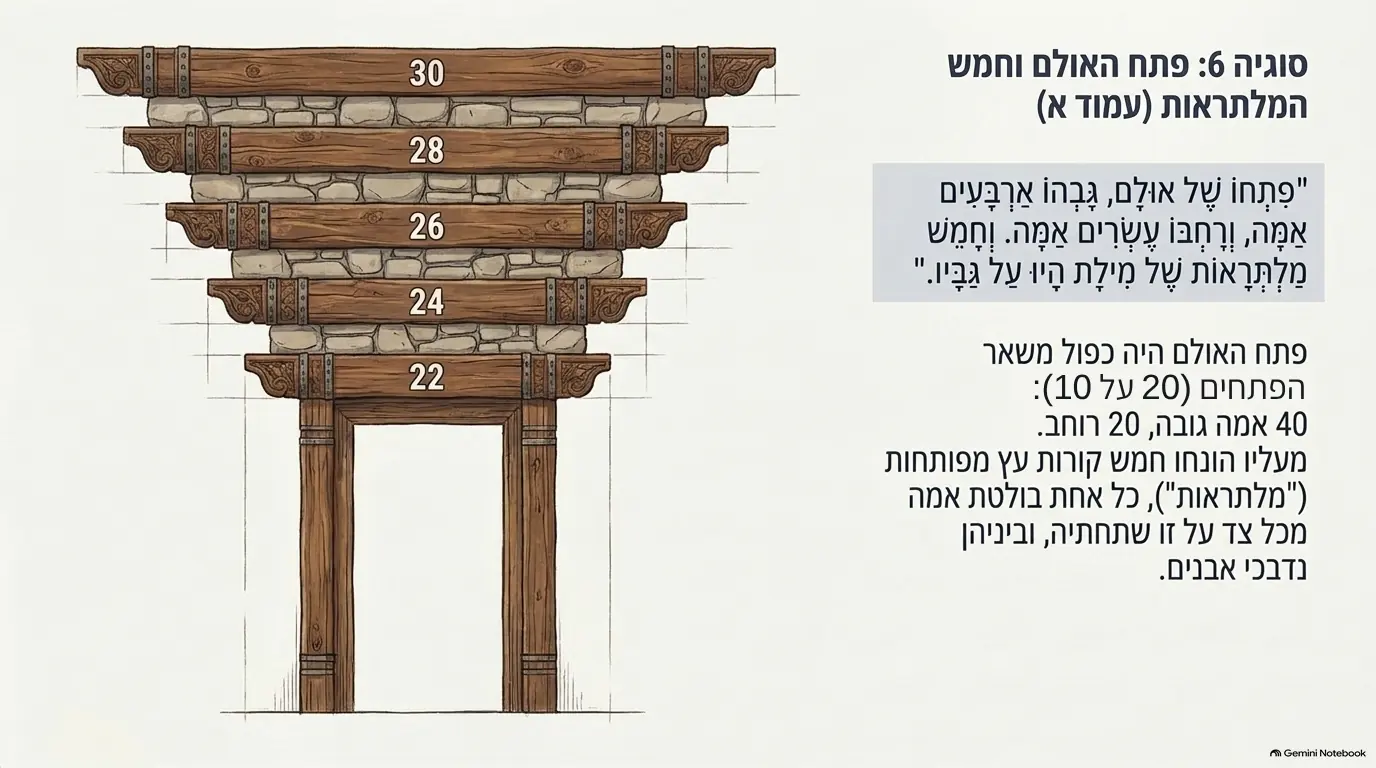 סוגיה 6: פתח האולם וחמש
המלתראות (עמוד א)
"פִּתְחוֹ שֶׁל אוּלָם, גָּבְהוֹ אַרְבָּעִים
אַמָּה, וְרָחְבּוֹ עֶשְׂרִים אַמָּה. וְחָמֵשׁ
מַלְתְּרָאוֹת שֶׁל מִילָת הָיוּ עַל גַּבָּיו."
פתח האולם היה כפול משאר
הפתחים (20 על 10):
40 אמה גובה, 20 רוחב.
מעליו הונחו חמש קורות עץ מפותחות
("מלתראות"), כל אחת בולטת אמה
מכל צד על זו שתחתיה, וביניהן
נדבכי אבנים.
30
28
26
24
22
Gemini Notebook